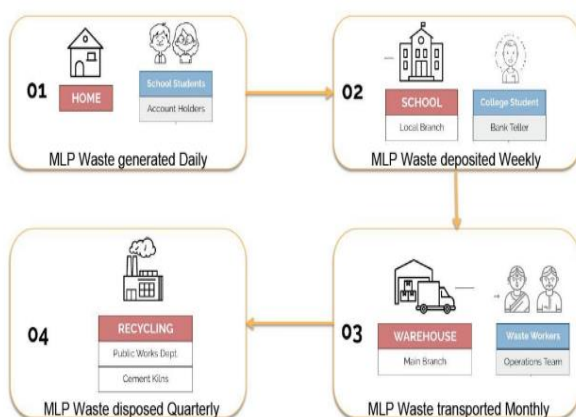 01
HOME
School Students
Account Holders
MLP Waste generated Daily
02
SCHOOL
Local Branch
College Student
Bank Teller
MLP Waste deposited Weekly
03
WAREHOUSE
Main Branch
Waste Workers
Operations Team
MLP Waste transported Monthly
04
RECYCLING
Public Works Dept.
Cement Kilns
MLP Waste disposed Quarterly